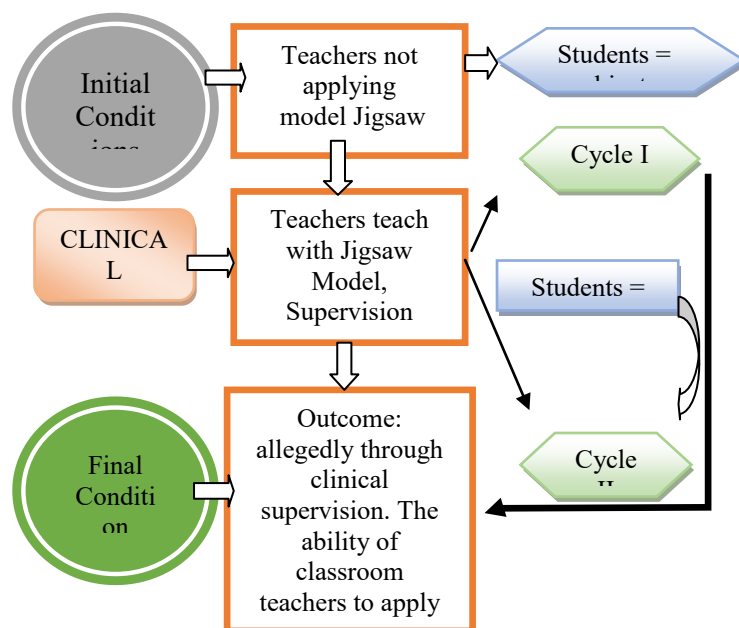 Initial
Condit
Teachers not
applying
model Jigsaw
Students =
Cycle I
CLINICA
L
Teachers teach
with Jigsaw
Model,
Supervision
Students =
Final
Conditi
on
Outcome:
allegedly through
clinical
supervision. The
ability of
classroom
teachers to apply
Cycle